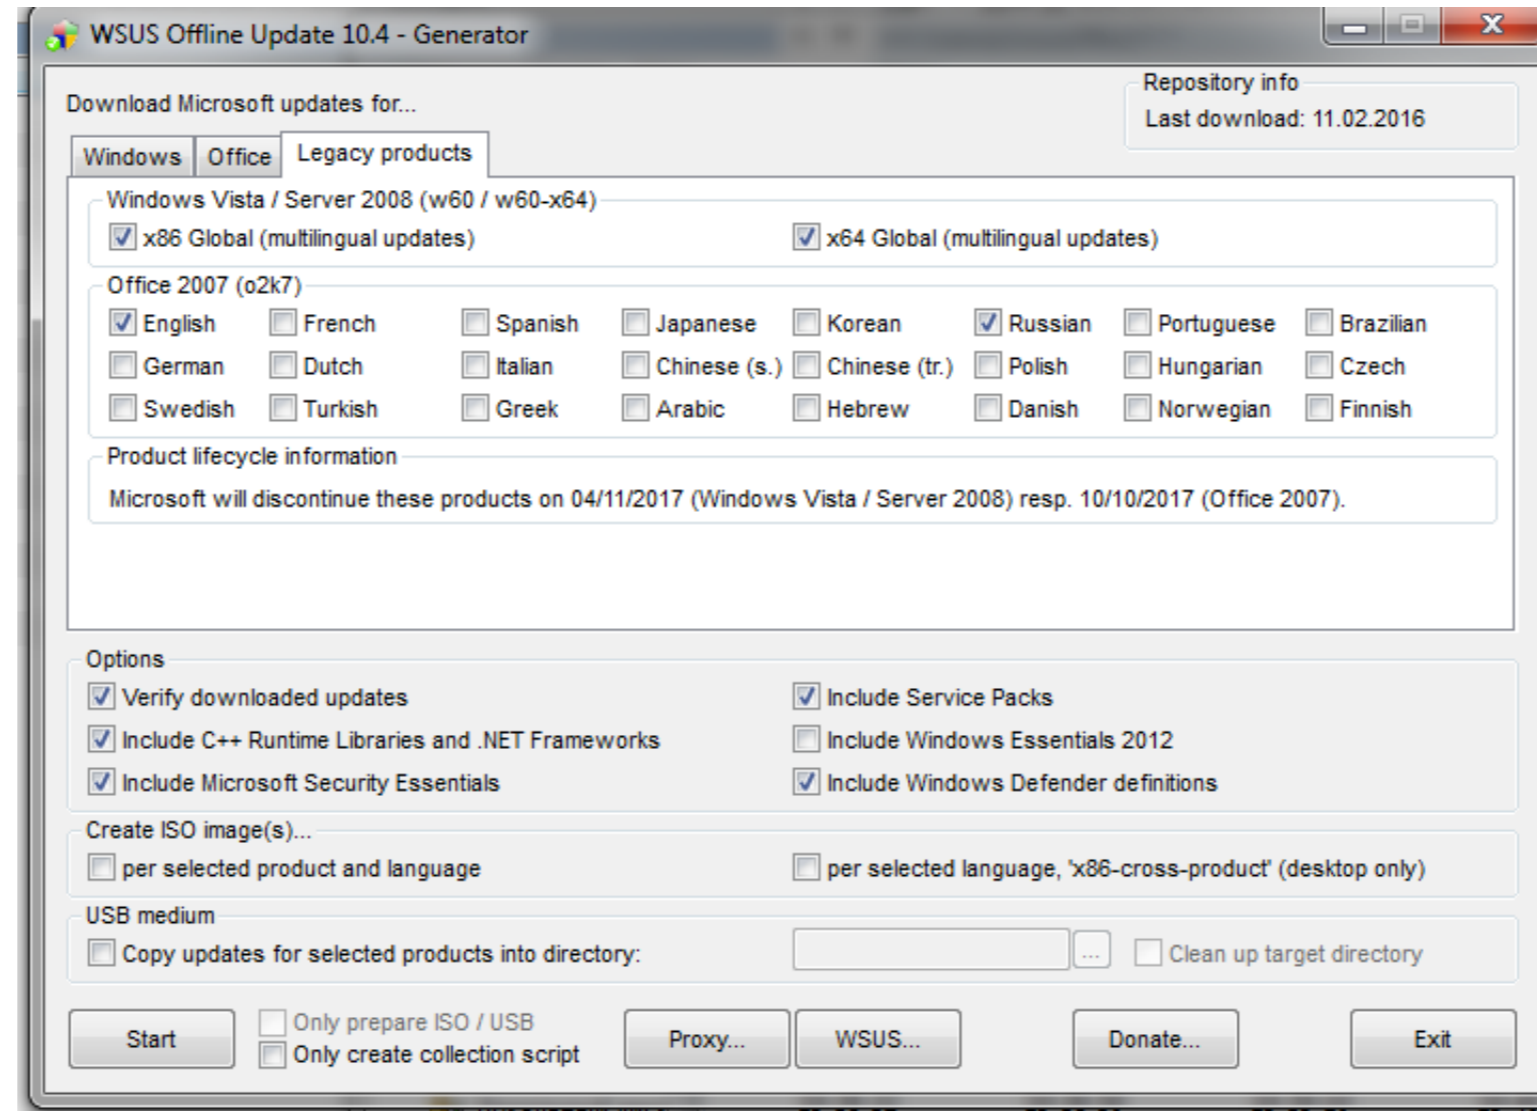 WSUS Offline Update 10.4 - Generator
Download Microsoft updates for...
Repository info
Last download: 11.02.2016
Windows Office Legacy products
Windows Vista / Server 2008 (w60 / w60-x64)
x86 Global (multilingual updates) x64 Global (multilingual updates)
Office 2007 (o2k7)
English French Spanish Japanese Korean Russian Portuguese Brazilian
German Dutch Italian Chinese (s.) Chinese (tr.) Polish Hungarian Czech
Swedish Turkish Greek Arabic Hebrew Danish Norwegian Finnish
Product lifecycle information
Microsoft will discontinue these products on 04/11/2017 (Windows Vista / Server 2008) resp. 10/10/2017 (Office 2007).
Options
Verify downloaded updates Include Service Packs
Include C++ Runtime Libraries and .NET Frameworks Include Windows Essentials 2012
Include Microsoft Security Essentials Include Windows Defender definitions
Create ISO image(s)...
per selected product and language per selected language, 'x86-cross-product' (desktop only)
USB medium
Copy updates for selected products into directory: ... Clean up target directory
Start Only prepare ISO / USB Proxy... WSUS... Donate... Exit
Only create collection script